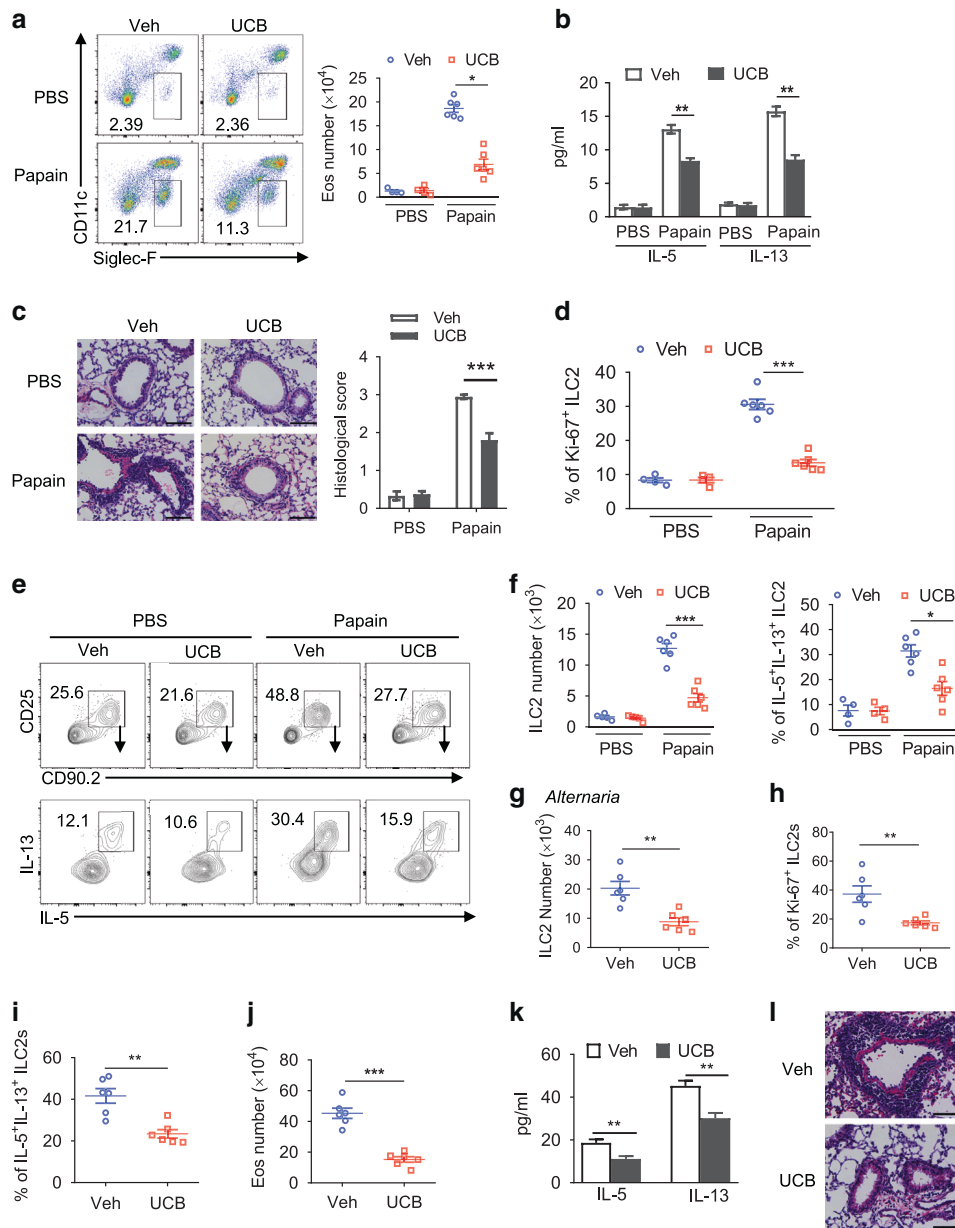 a
Veh UCB
PBS
2.39 2.36
Papain
21.7 11.3
CD11c
Siglec-F
Veh UCB
Eos number (×10⁴)
25
20
15
10
5
0
*
PBS Papain
b
Veh UCB
pg/ml
20
15
10
5
0
** **
PBS Papain PBS Papain
IL-5 IL-13
c
Veh UCB
PBS
Papain
Veh
UCB
Histological score
4
3
2
1
0
***
PBS Papain
d
Veh UCB
% of Ki-67⁺ ILC2
40
30
20
10
0
***
PBS Papain
e
PBS Papain
Veh UCB Veh UCB
25.6 21.6 48.8 27.7
CD25
CD90.2
12.1 10.6 30.4 15.9
IL-13
IL-5
f
Veh UCB
ILC2 number (×10³)
20
15
10
5
0
***
PBS Papain
Veh UCB
% of IL-5⁺IL-13⁺ ILC2
50
40
30
20
10
0
*
PBS Papain
g Alternaria
ILC2 Number (×10³)
40
30
20
10
0
**
Veh UCB
h
% of Ki-67⁺ ILC2s
80
60
40
20
0
**
Veh UCB
i
% of IL-5⁺IL-13⁺ ILC2s
60
40
20
0
**
Veh UCB
j
Eos number (×10⁴)
80
60
40
20
0
***
Veh UCB
k
Veh UCB
pg/ml
60
40
20
0
** **
IL-5 IL-13
l
Veh
UCB